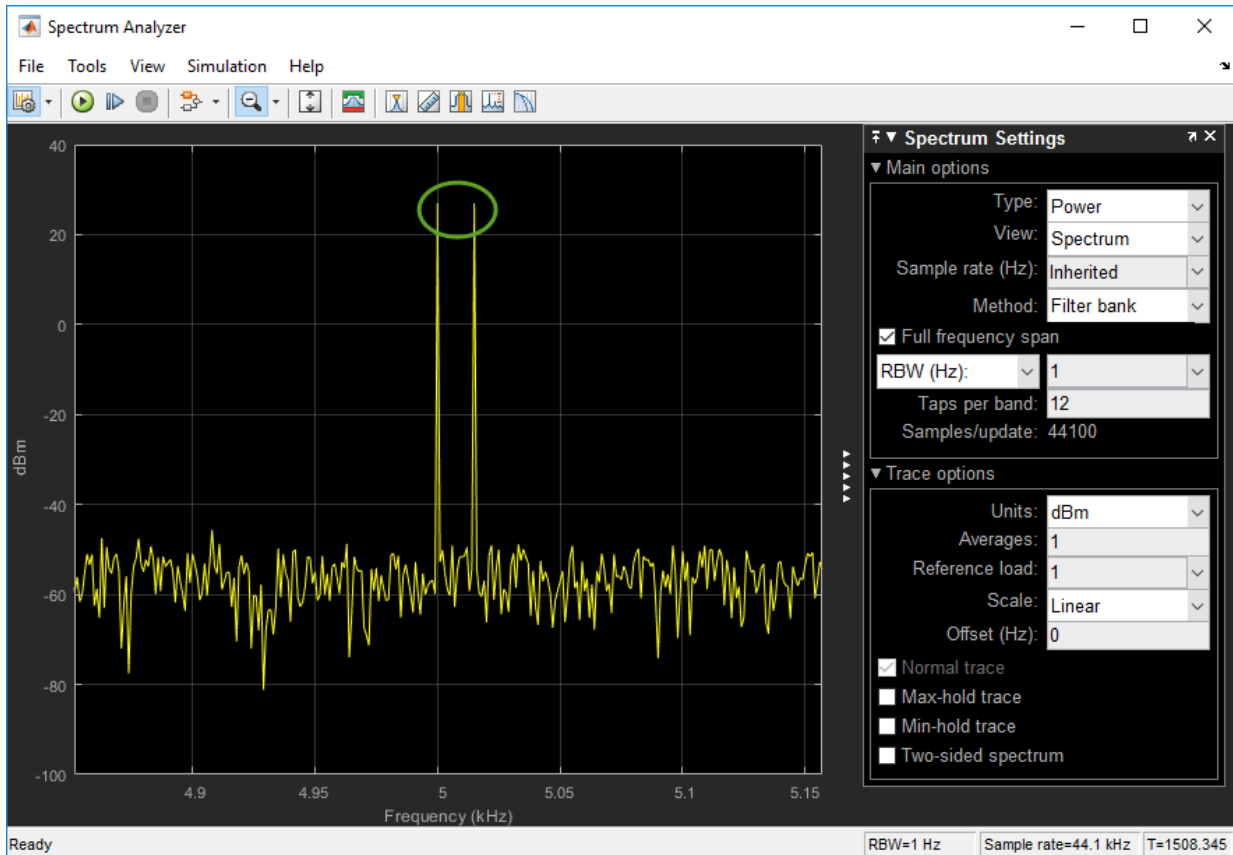 Spectrum Analyzer
File Tools View Simulation Help
40
20
0
-20
-40
-60
-80
-100
dBm
4.9 4.95 5 5.05 5.1 5.15
Frequency (kHz)
Spectrum Settings
Main options
Type: Power
View: Spectrum
Sample rate (Hz): Inherited
Method: Filter bank
Full frequency span
RBW (Hz): 1
Taps per band: 12
Samples/update: 44100
Trace options
Units: dBm
Averages: 1
Reference load: 1
Scale: Linear
Offset (Hz): 0
Normal trace
Max-hold trace
Min-hold trace
Two-sided spectrum
Ready RBW=1 Hz Sample rate=44.1 kHz T=1508.345